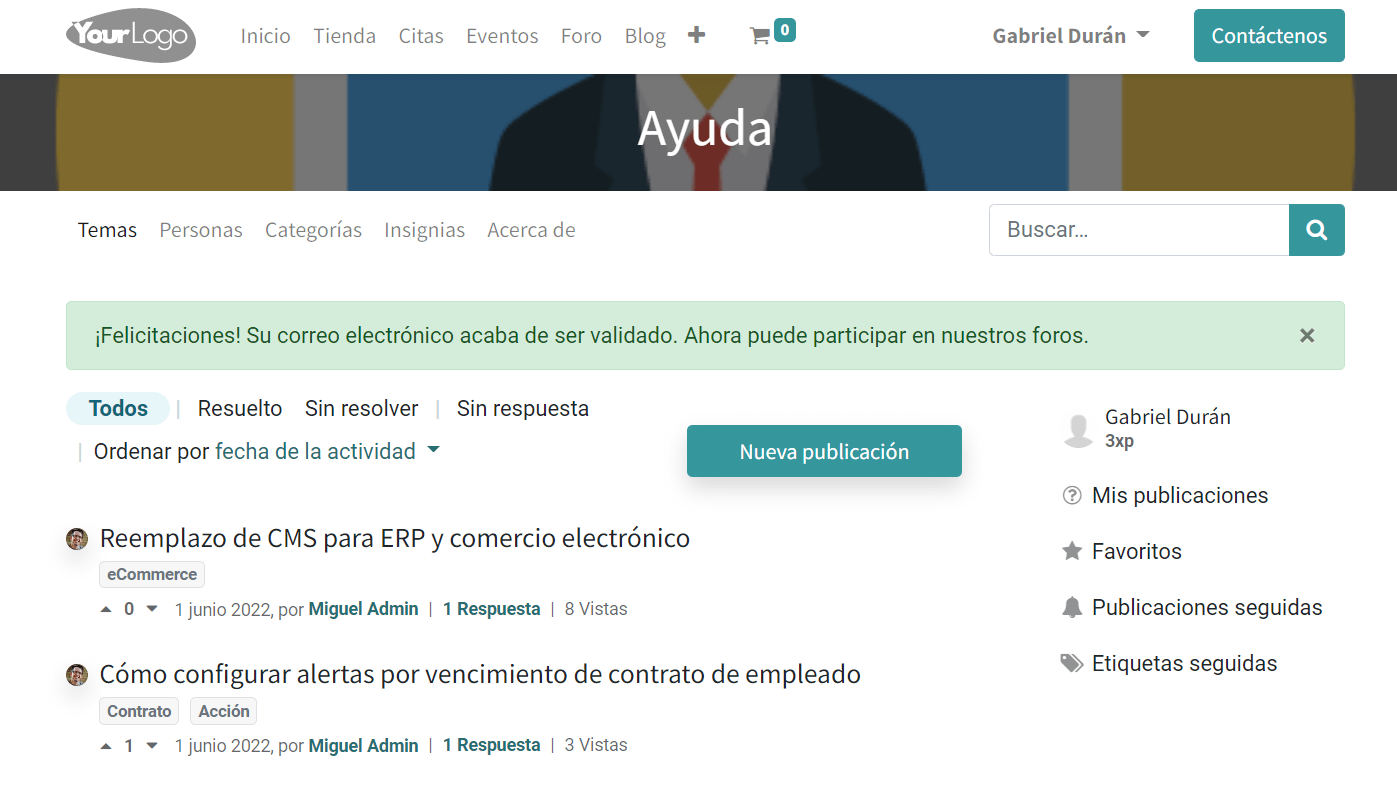 YourLogo Inicio Tienda Citas Eventos Foro Blog 0 Gabriel Durán Contáctenos
Ayuda
Temas Personas Categorías Insignias Acerca de Buscar...
¡Felicitaciones! Su correo electrónico acaba de ser validado. Ahora puede participar en nuestros foros. ×
Todos | Resuelto Sin resolver | Sin respuesta
| Ordenar por fecha de la actividad
Nueva publicación
Reemplazo de CMS para ERP y comercio electrónico
eCommerce
0 1 junio 2022, por Miguel Admin | 1 Respuesta | 8 Vistas
Cómo configurar alertas por vencimiento de contrato de empleado
Contrato Acción
1 1 junio 2022, por Miguel Admin | 1 Respuesta | 3 Vistas
Gabriel Durán
3xp
Mis publicaciones
Favoritos
Publicaciones seguidas
Etiquetas seguidas